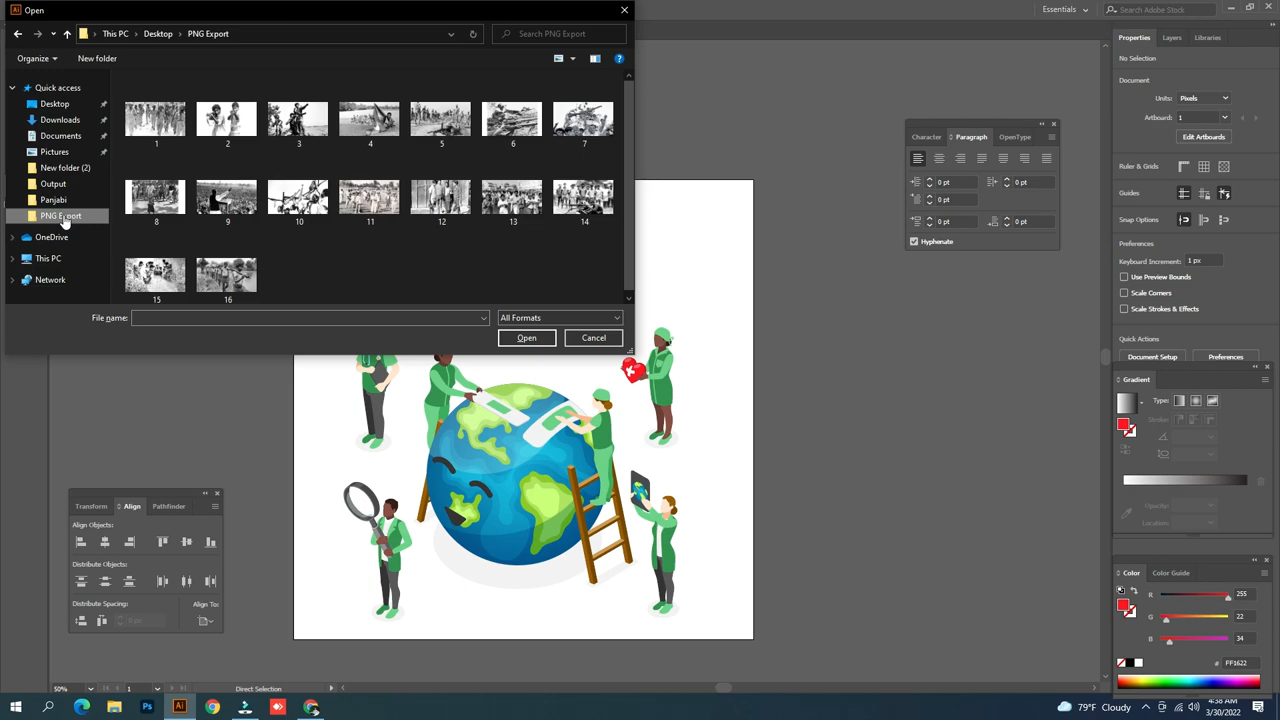 Ai Open
Essentials
Search Adobe Stock
This PC > Desktop > PNG Export
Search PNG Export
Organize
New folder
Quick access
Desktop
Downloads
Documents
Pictures
New folder (2)
Output
Panjabi
PNG Export
OneDrive
This PC
Network
1 2 3 4 5 6 7
8 9 10 11 12 13 14
15 16
File name:
All Formats
Open
Cancel
Properties Layers Libraries
No Selection
Document
Units: Pixels
Artboard: 1
Edit Artboards
Ruler & Grids
Guides
Snap Options
Preferences
Keyboard Increment: 1 px
Use Preview Bounds
Scale Corners
Scale Strokes & Effects
Quick Actions
Document Setup Preferences
Character Paragraph OpenType
0 pt 0 pt
0 pt
0 pt 0 pt
Hyphenate
Gradient
Type:
Stroke:
Opacity:
Location:
Transform Align Pathfinder
Align Objects:
Distribute Objects:
Distribute Spacing: Align To:
0 px
Color Color Guide
R 255
G 22
B 34
# FF1622
50% 1 Direct Selection
Ps Ai
79°F Cloudy
4:38 AM
3/30/2022